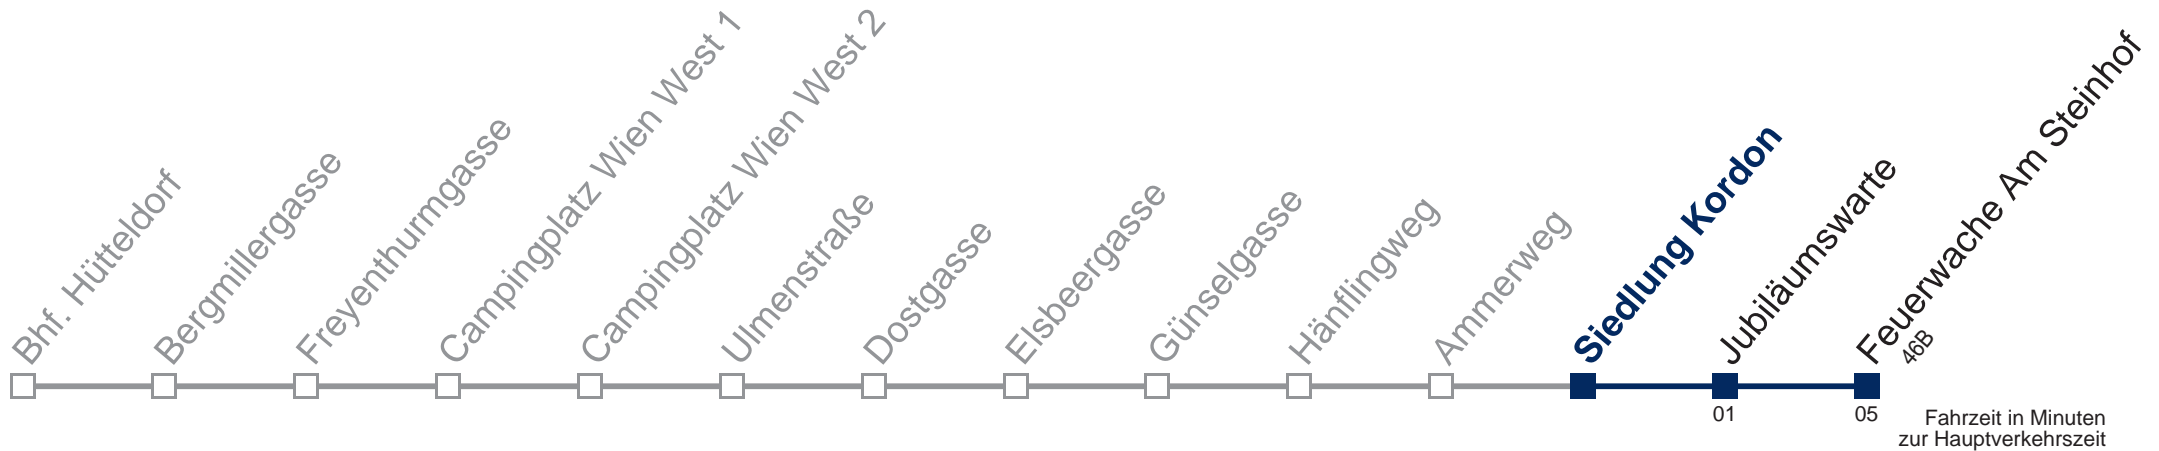 Bhf. Hütteldorf
Bergmillergasse
Freyenthurmgasse
Campingplatz Wien West 1
Campingplatz Wien West 2
Ulmenstraße
Dostgasse
Elsbeergasse
Günselgasse
Hänflingweg
Ammerweg
Siedlung Kordon
Jubiläumswarte
Feuerwache Am Steinhof
46B
01
05
Fahrzeit in Minuten
zur Hauptverkehrszeit